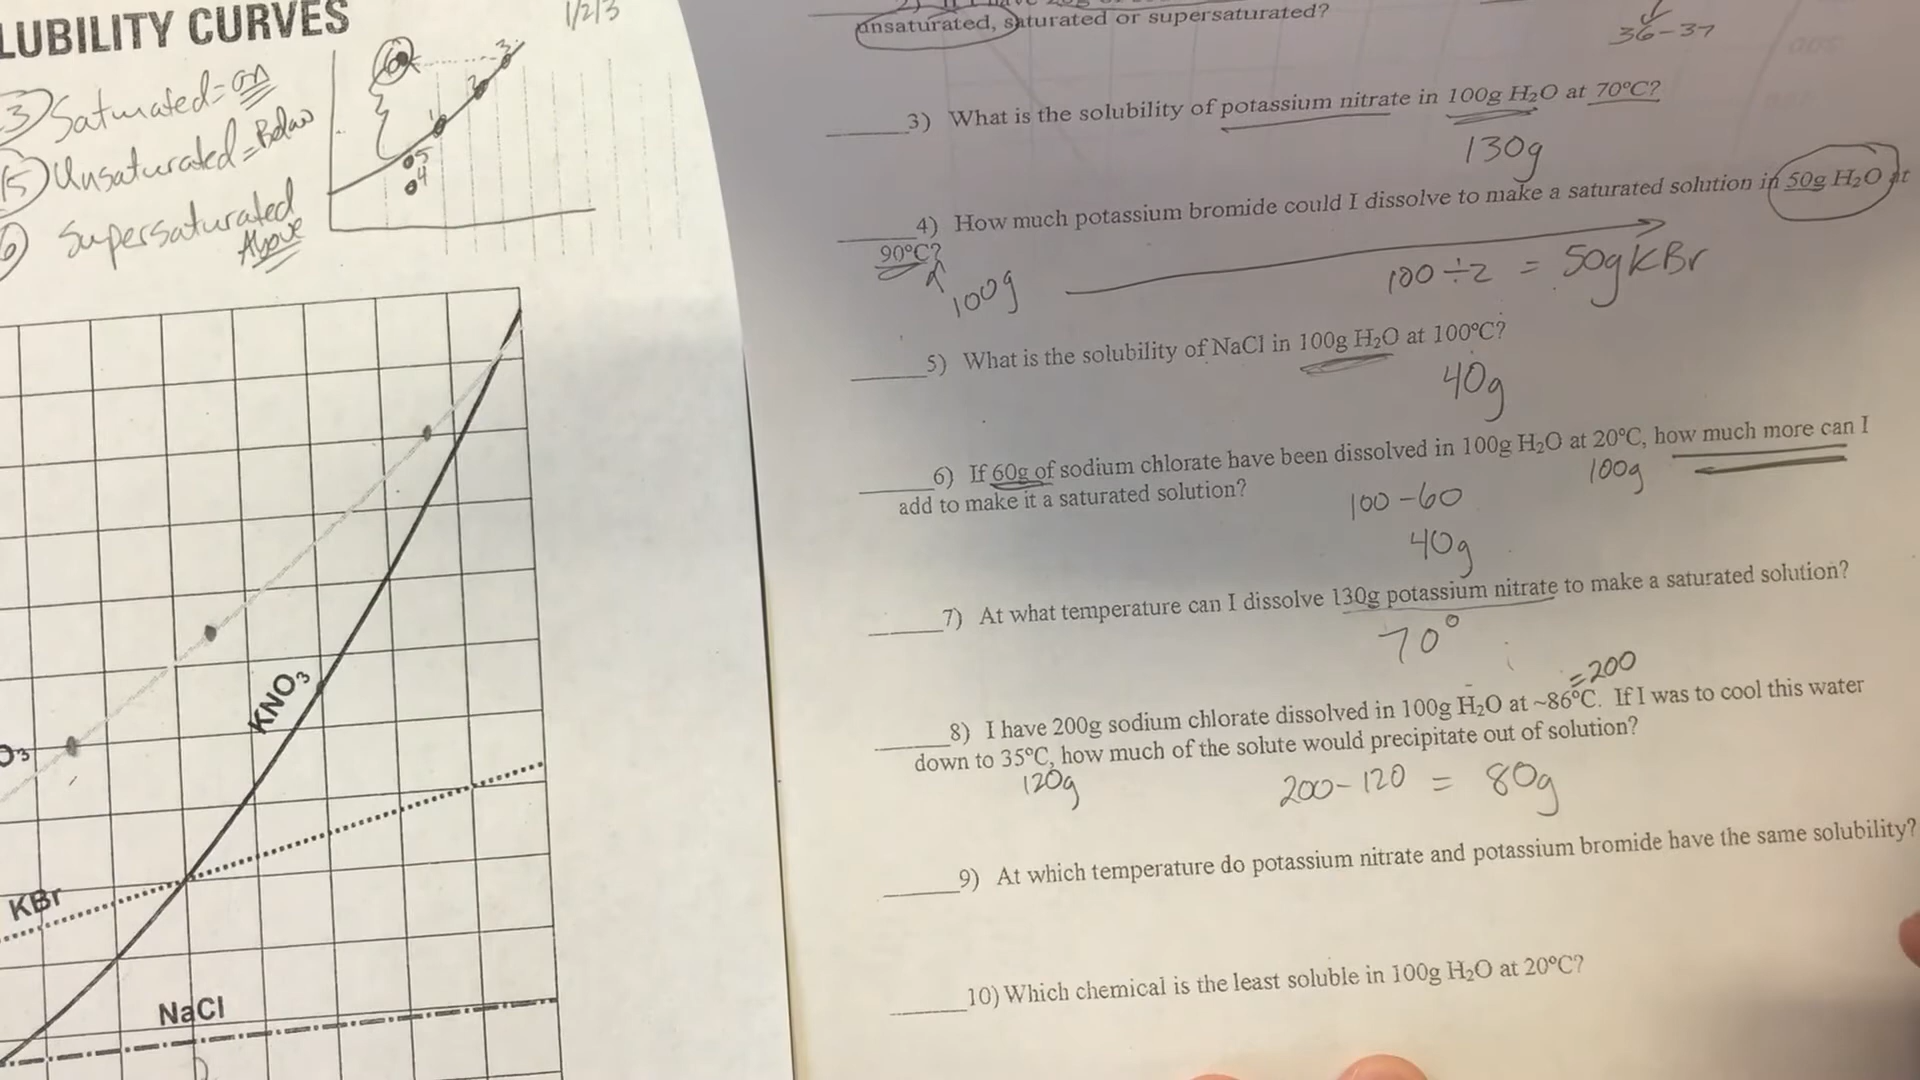 LUBILITY CURVES
1/2/3
3 Saturated = on
5 Unsaturated = Below
6 Supersaturated
Above
6
3
2
1
5
4
O3
KNO3
KBr
NaCl
unsaturated, saturated or supersaturated?
36-37
3) What is the solubility of potassium nitrate in 100g H2O at 70°C?
130g
4) How much potassium bromide could I dissolve to make a saturated solution in 50g H2O at
90°C?
100g
100 ÷ 2 = 50g KBr
5) What is the solubility of NaCl in 100g H2O at 100°C?
40g
6) If 60g of sodium chlorate have been dissolved in 100g H2O at 20°C, how much more can I
add to make it a saturated solution?
100g
100 - 60
40g
7) At what temperature can I dissolve 130g potassium nitrate to make a saturated solution?
70°
=200
8) I have 200g sodium chlorate dissolved in 100g H2O at ~86°C. If I was to cool this water
down to 35°C, how much of the solute would precipitate out of solution?
120g
200 - 120 = 80g
9) At which temperature do potassium nitrate and potassium bromide have the same solubility?
10) Which chemical is the least soluble in 100g H2O at 20°C?